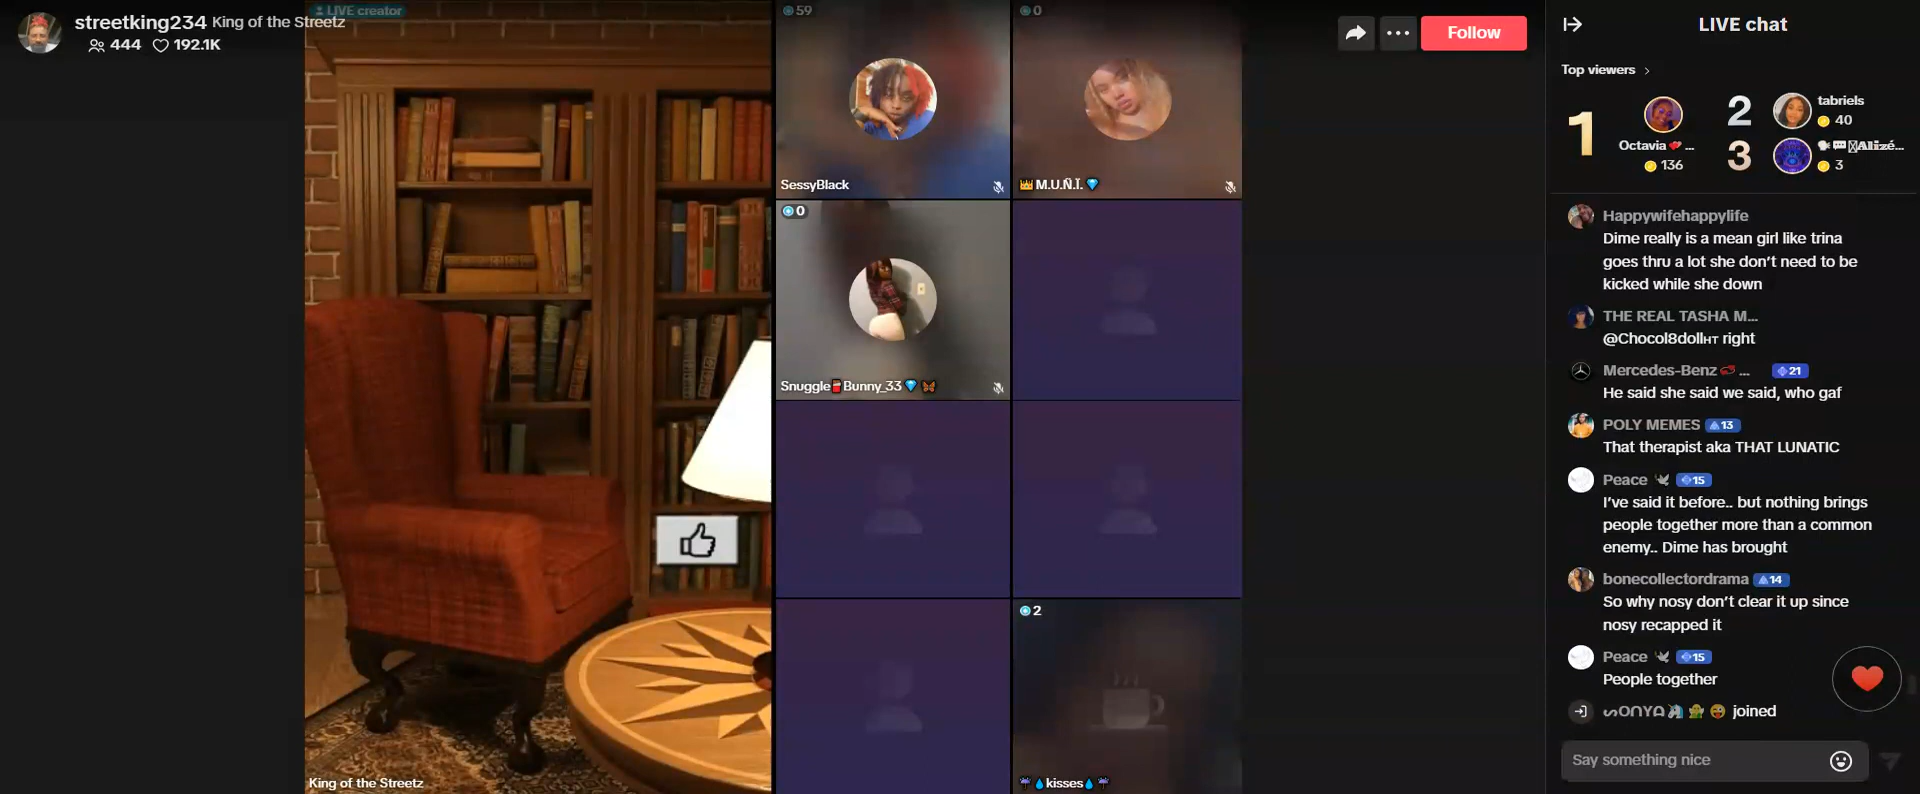 streetking234 King of the Streetz
444 192.1K
LIVE creator
King of the Streetz
59
SessyBlack
0
M.U.Ñ.Ï.
0
Snuggle Bunny_33
2
kisses
Follow
LIVE chat
Top viewers
1
Octavia ...
136
2
tabriels
40
3
Alizé...
3
Happywifehappylife
Dime really is a mean girl like trina
goes thru a lot she don’t need to be
kicked while she down
THE REAL TASHA M...
@Chocol8dollʜᴛ right
Mercedes-Benz ... 21
He said she said we said, who gaf
POLY MEMES 13
That therapist aka THAT LUNATIC
Peace 15
I’ve said it before.. but nothing brings
people together more than a common
enemy.. Dime has brought
bonecollectordrama 14
So why nosy don’t clear it up since
nosy recapped it
Peace 15
People together
ᔕOᑎYᗩ joined
Say something nice